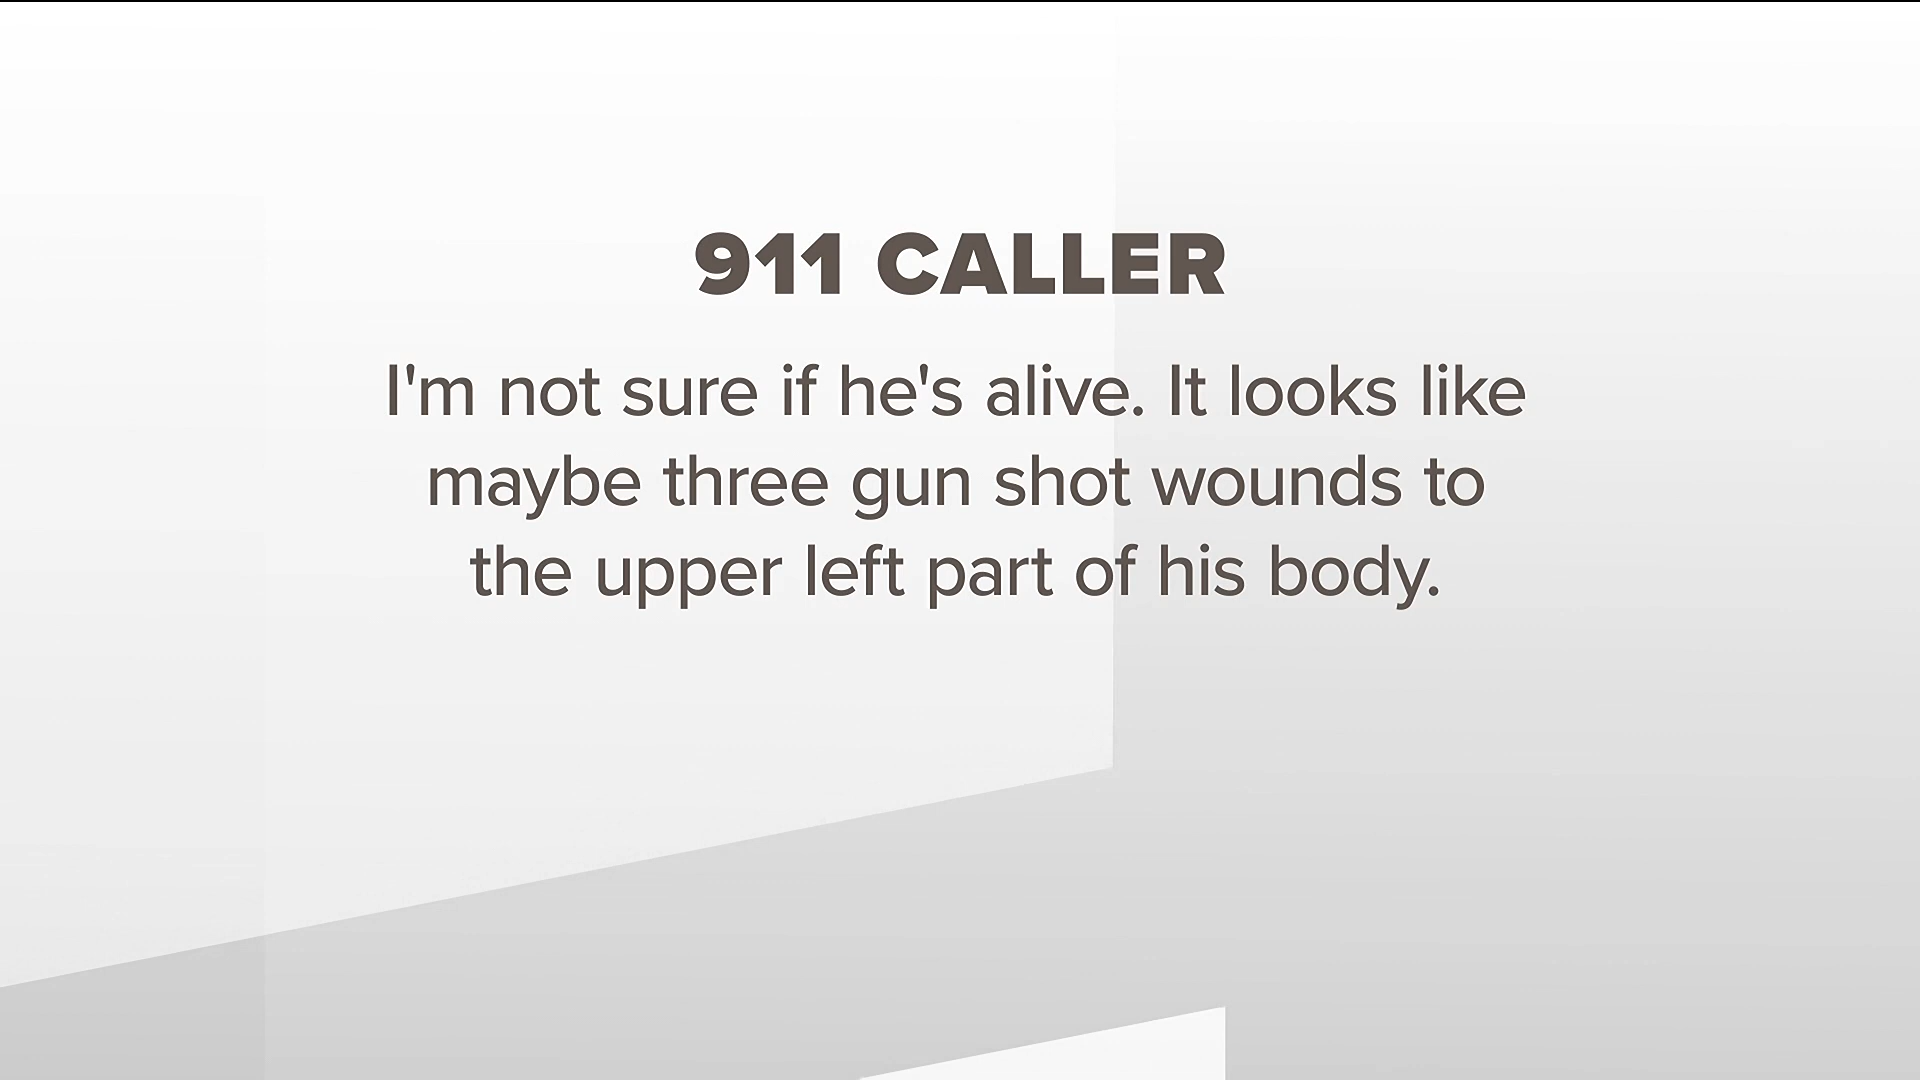 911 CALLER
I'm not sure if he's alive. It looks like
maybe three gun shot wounds to
the upper left part of his body.